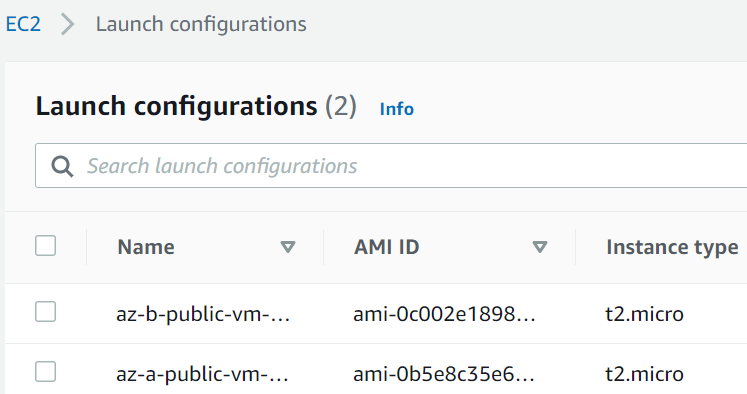 EC2 > Launch configurations
Launch configurations (2) Info
Search launch configurations
Name AMI ID Instance type
az-b-public-vm-... ami-0c002e1898... t2.micro
az-a-public-vm-... ami-0b5e8c35e6... t2.micro